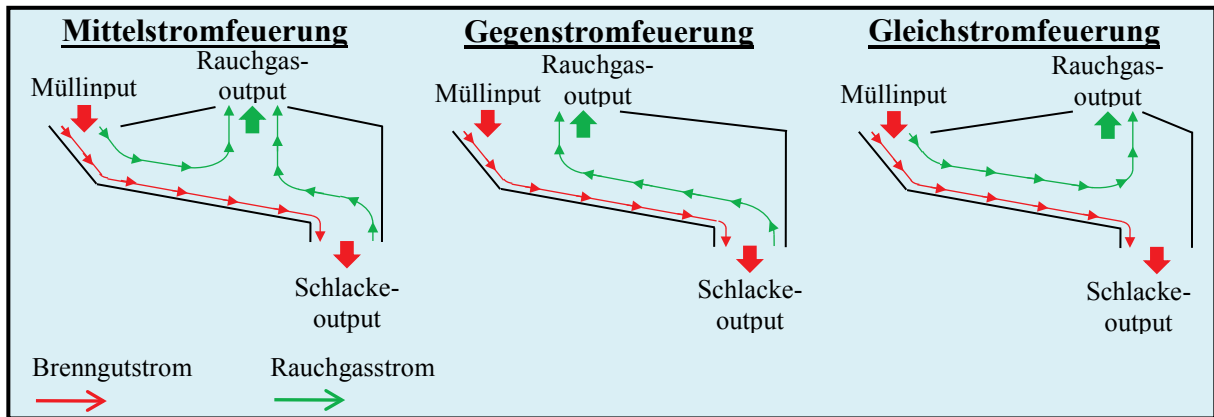 Mittelstromfeuerung
Müllinput
Rauchgas-
output
Schlacke-
output
Gegenstromfeuerung
Müllinput
Rauchgas-
output
Schlacke-
output
Gleichstromfeuerung
Müllinput
Rauchgas-
output
Schlacke-
output
Brenngutstrom
Rauchgasstrom